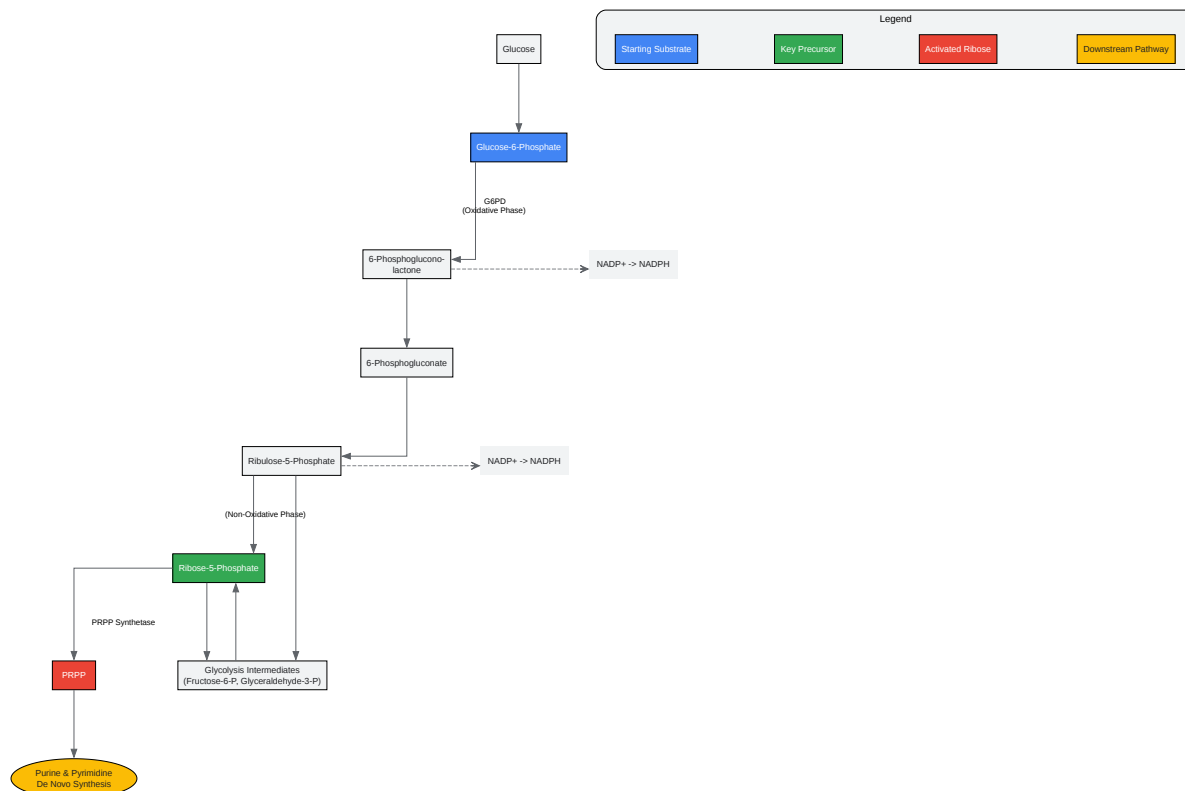 Legend
Glucose
Starting Substrate
Key Precursor
Activated Ribose
Downstream Pathway
Glucose-6-Phosphate
G6PD
(Oxidative Phase)
6-Phosphoglucono-
lactone
NADP+ -> NADPH
6-Phosphogluconate
Ribulose-5-Phosphate
NADP+ -> NADPH
(Non-Oxidative Phase)
Ribose-5-Phosphate
PRPP Synthetase
PRPP
Glycolysis Intermediates
(Fructose-6-P, Glyceraldehyde-3-P)
Purine & Pyrimidine
De Novo Synthesis